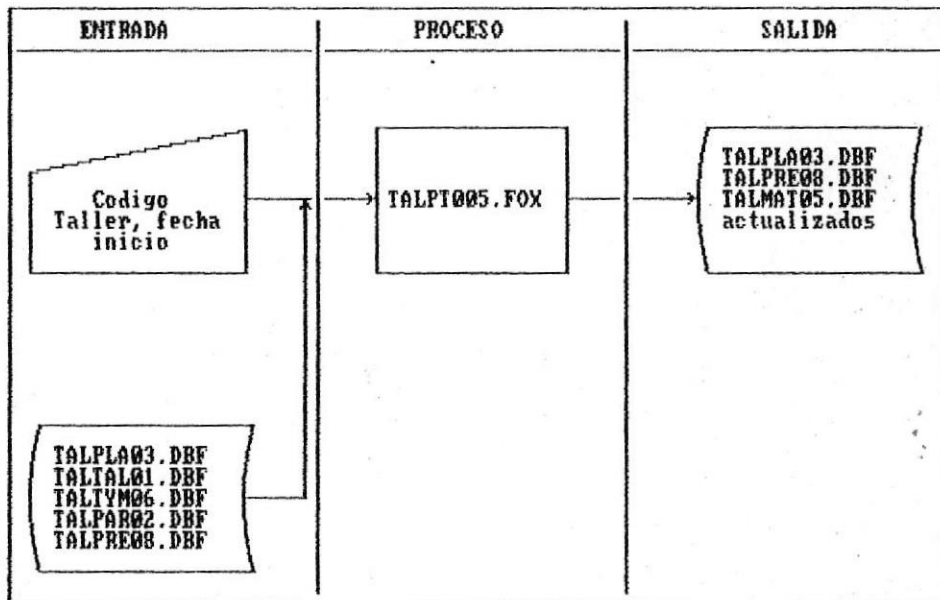 ENTRADA
PROCESO
SALIDA
Codigo
Taller, fecha
inicio
TALPT005.FOX
TALPLA03.DBF
TALPRE08.DBF
TALMAT05.DBF
actualizados
TALPLA03.DBF
TALTAL01.DBF
TALTYM06.DBF
TALPAR02.DBF
TALPRE08.DBF